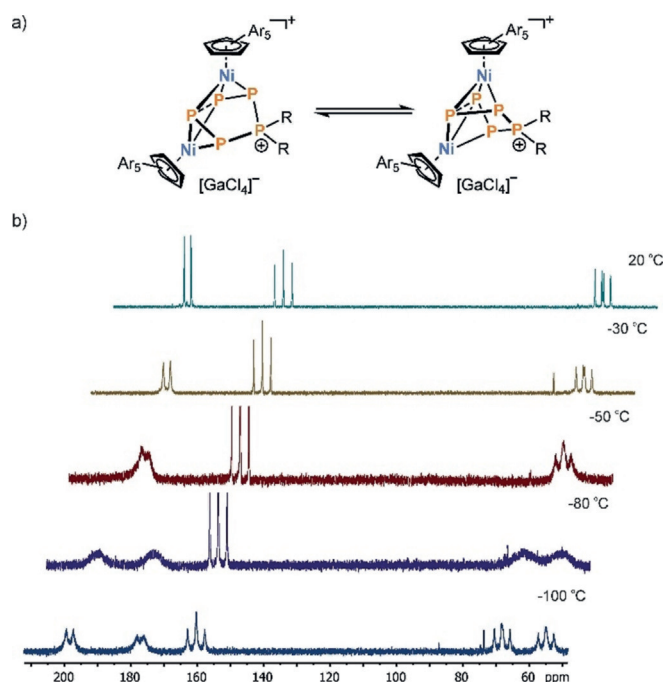 a)
Ar5 ⎤+ Ar5 ⎤+
Ni Ni
P P P P P R
P R P P R
P ⊕ R Ni P P ⊕ R
Ni Ar5
Ar5 [GaCl4]− [GaCl4]−
b)
20 °C
-30 °C
-50 °C
-80 °C
-100 °C
200 180 160 140 120 100 80 60 ppm